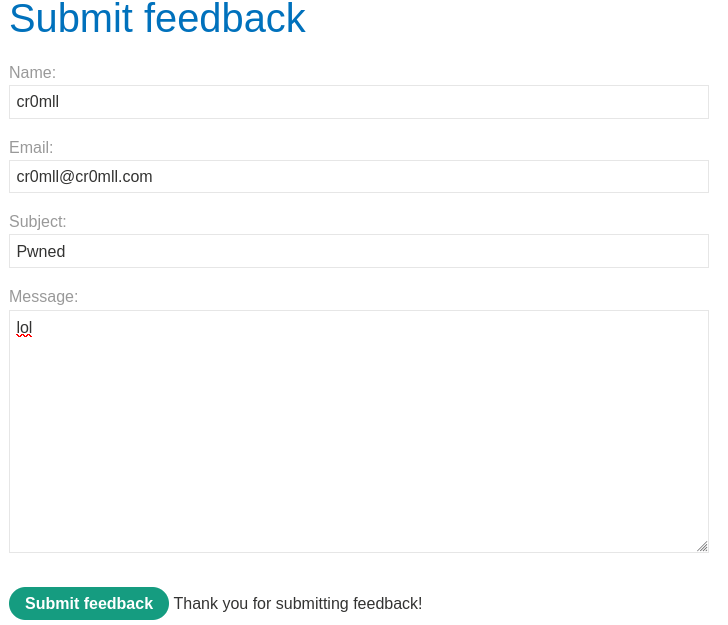 Submit feedback
Name:
cr0mll
Email:
cr0mll@cr0mll.com
Subject:
Pwned
Message:
lol
Submit feedback Thank you for submitting feedback!